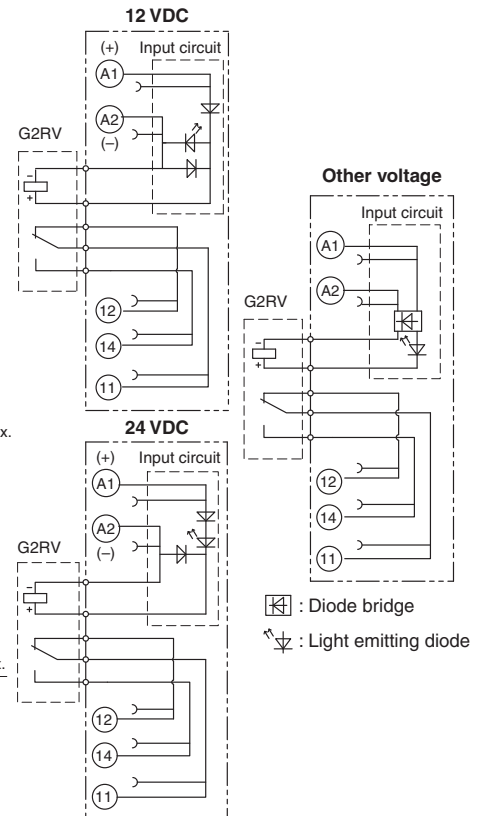 12 VDC
(+) Input circuit
A1
A2
(–)
G2RV
–
+
12
14
11
Other voltage
Input circuit
A1
A2
G2RV
–
+
12
14
11
x.
24 VDC
(+) Input circuit
A1
A2
(–)
G2RV
–
+
t.
12
14
11
: Diode bridge
: Light emitting diode